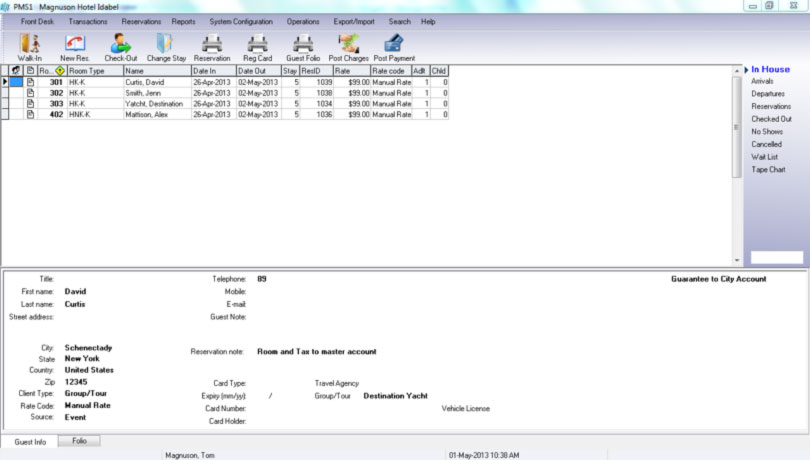 PMS1 Magnuson Hotel Idabel
Front Desk Transactions Reservations Reports System Configuration Operations Export/Import Search Help
Walk-In New Res. Check-Out Change Stay Reservation Reg Card Guest Folio Post Charges Post Payment
Ro... Room Type Name Date In Date Out Stay ResID Rate Rate code Adt Chld
301 HK-K Curtis, David 26-Apr-2013 02-May-2013 5 1039 $99.00 Manual Rate 1 0
302 HK-K Smith, Jenn 26-Apr-2013 02-May-2013 5 1038 $99.00 Manual Rate 1 0
303 HK-K Yatcht, Destination 26-Apr-2013 02-May-2013 5 1034 $99.00 Manual Rate 1 0
402 HNK-K Mattison, Alex 26-Apr-2013 02-May-2013 5 1036 $99.00 Manual Rate 1 0
In House
Arrivals
Departures
Reservations
Checked Out
No Shows
Cancelled
Wait List
Tape Chart
Title: Telephone: 89 Guarantee to City Account
First name: David Mobile:
Last name: Curtis E-mail
Street address: Guest Note:
City: Schenectady
State New York Reservation note: Room and Tax to master account
Country: United States
Zip 12345 Card Type: Travel Agency
Client Type: Group/Tour Expiry (mm/yy): / Group/Tour Destination Yacht
Rate Code: Manual Rate Card Number: Vehicle License
Source: Event Card Holder:
Guest Info Folio
Magnuson, Tom 01-May-2013 10:38 AM